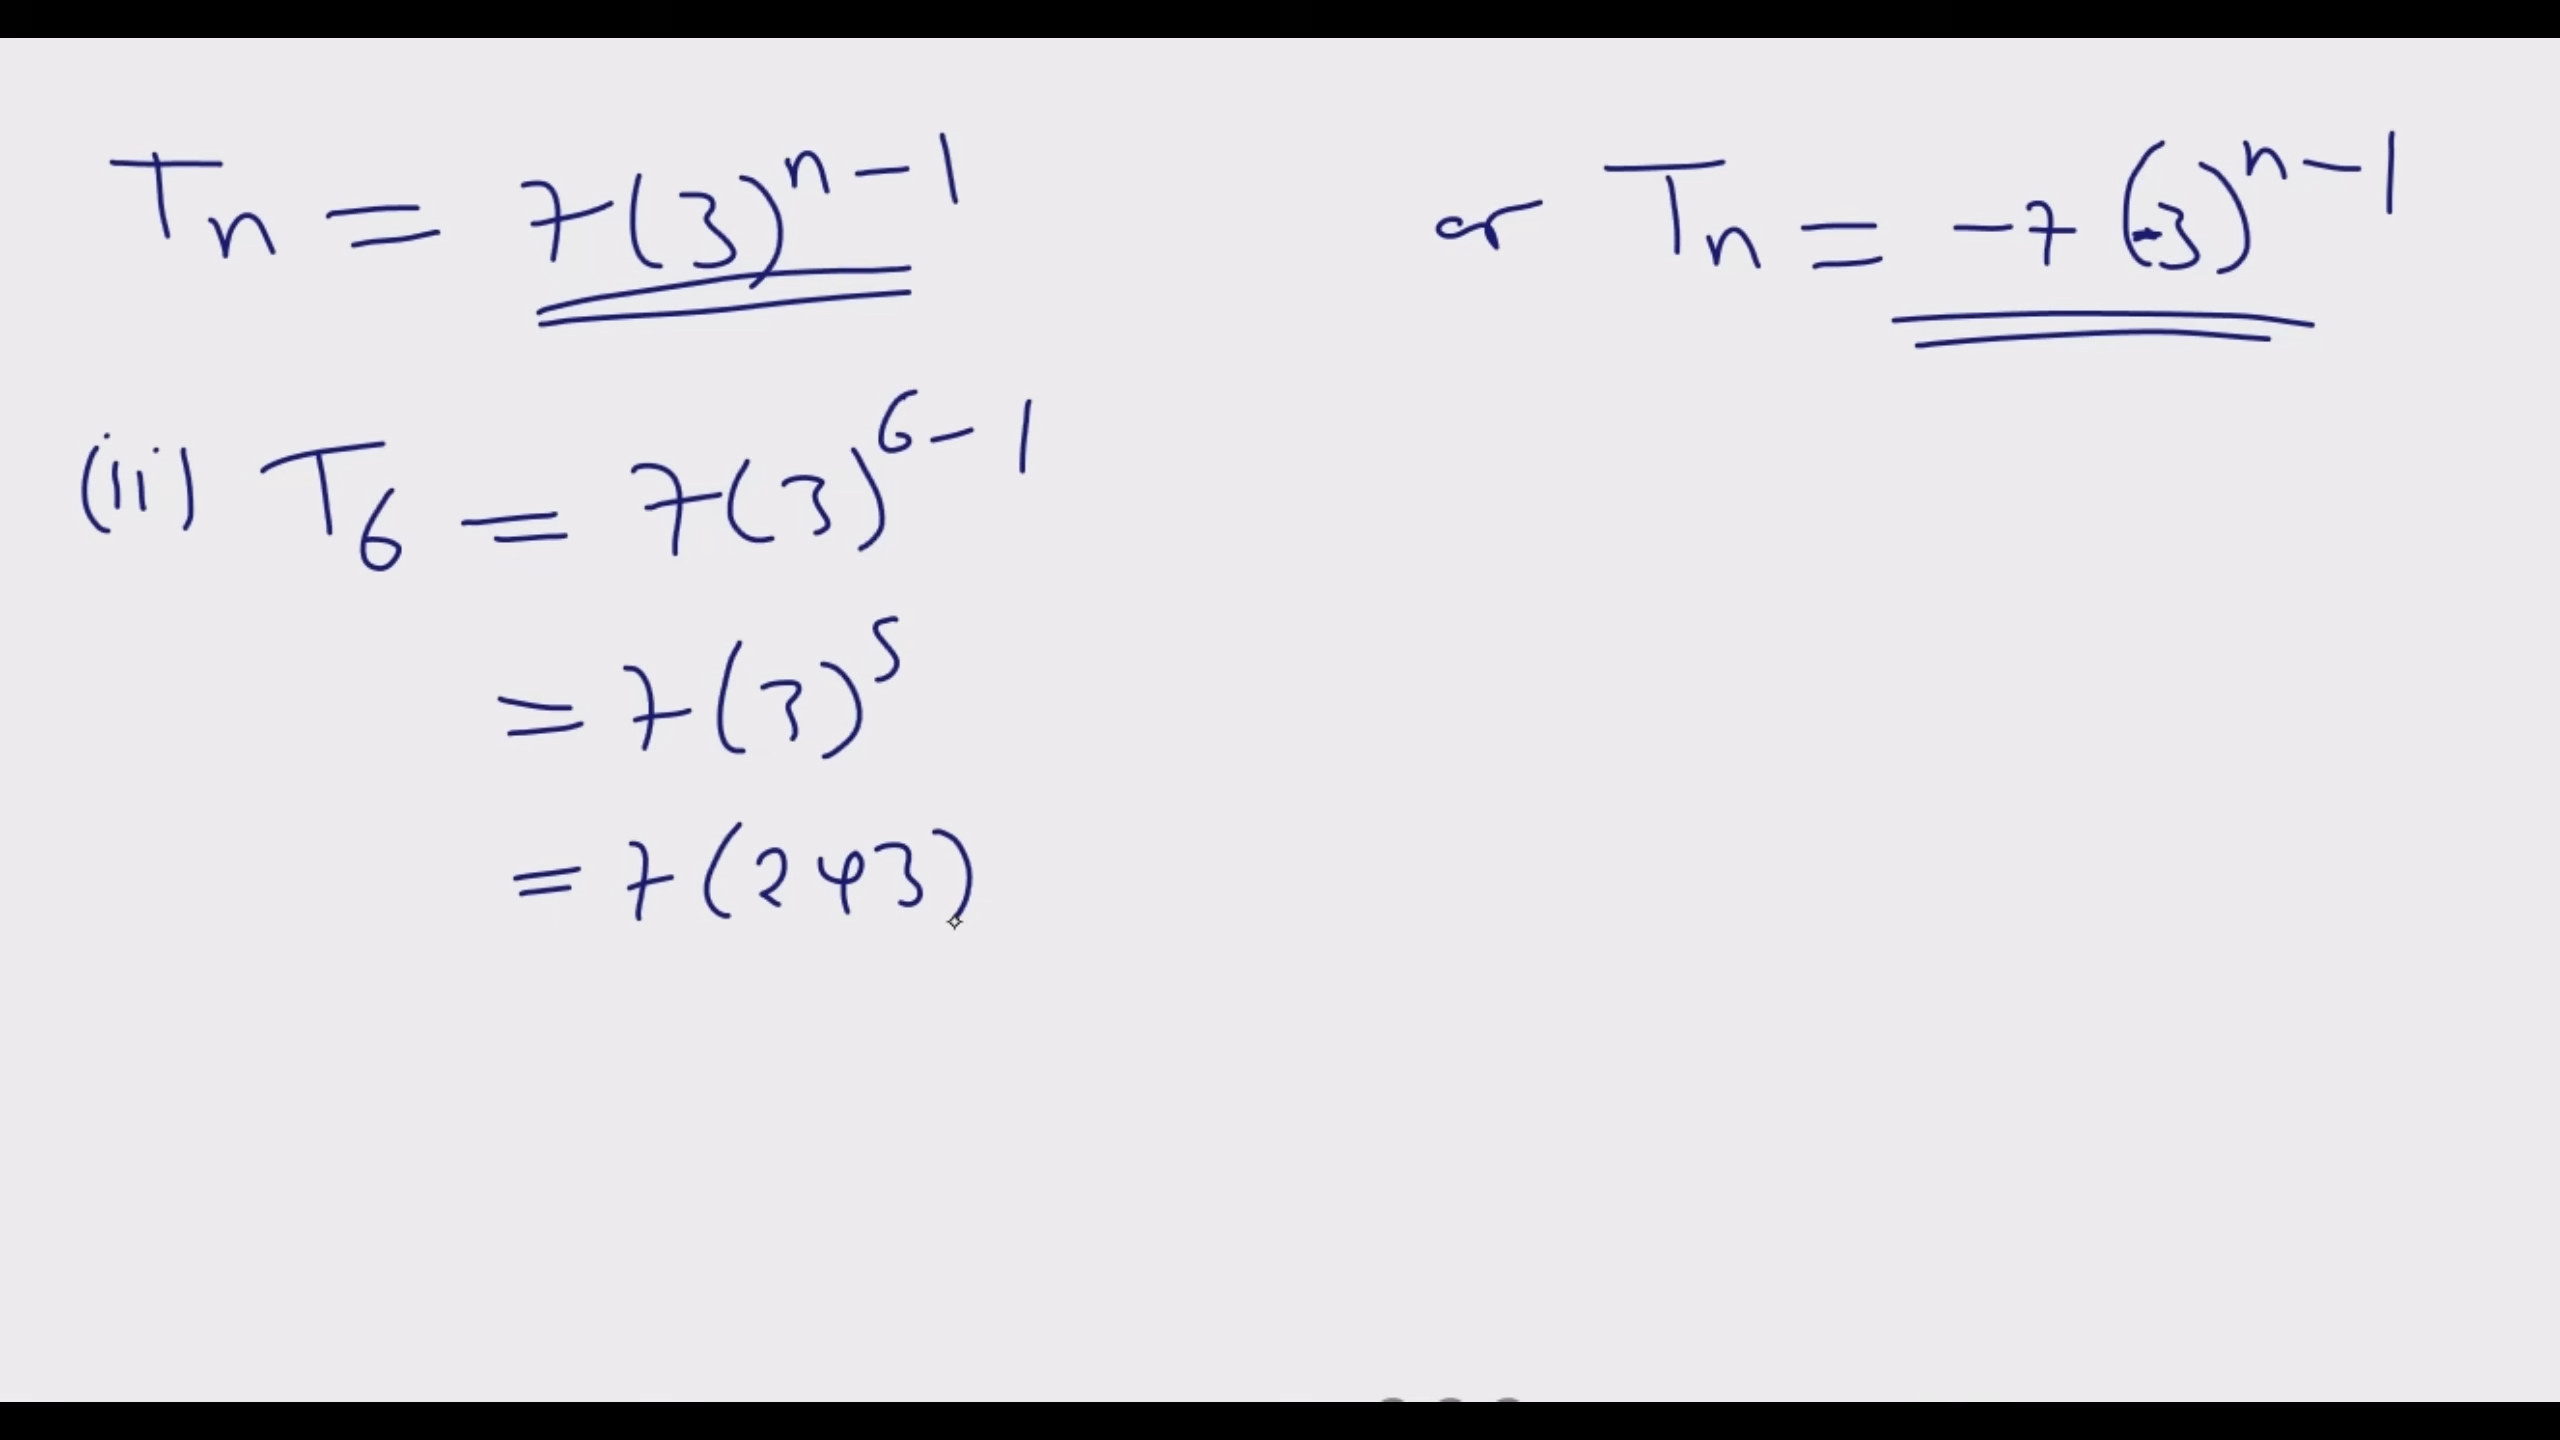 Tₙ = 7(3)ⁿ⁻¹ or Tₙ = -7(-3)ⁿ⁻¹
(ii) T₆ = 7(3)⁶⁻¹
= 7(3)⁵
= 7(243)